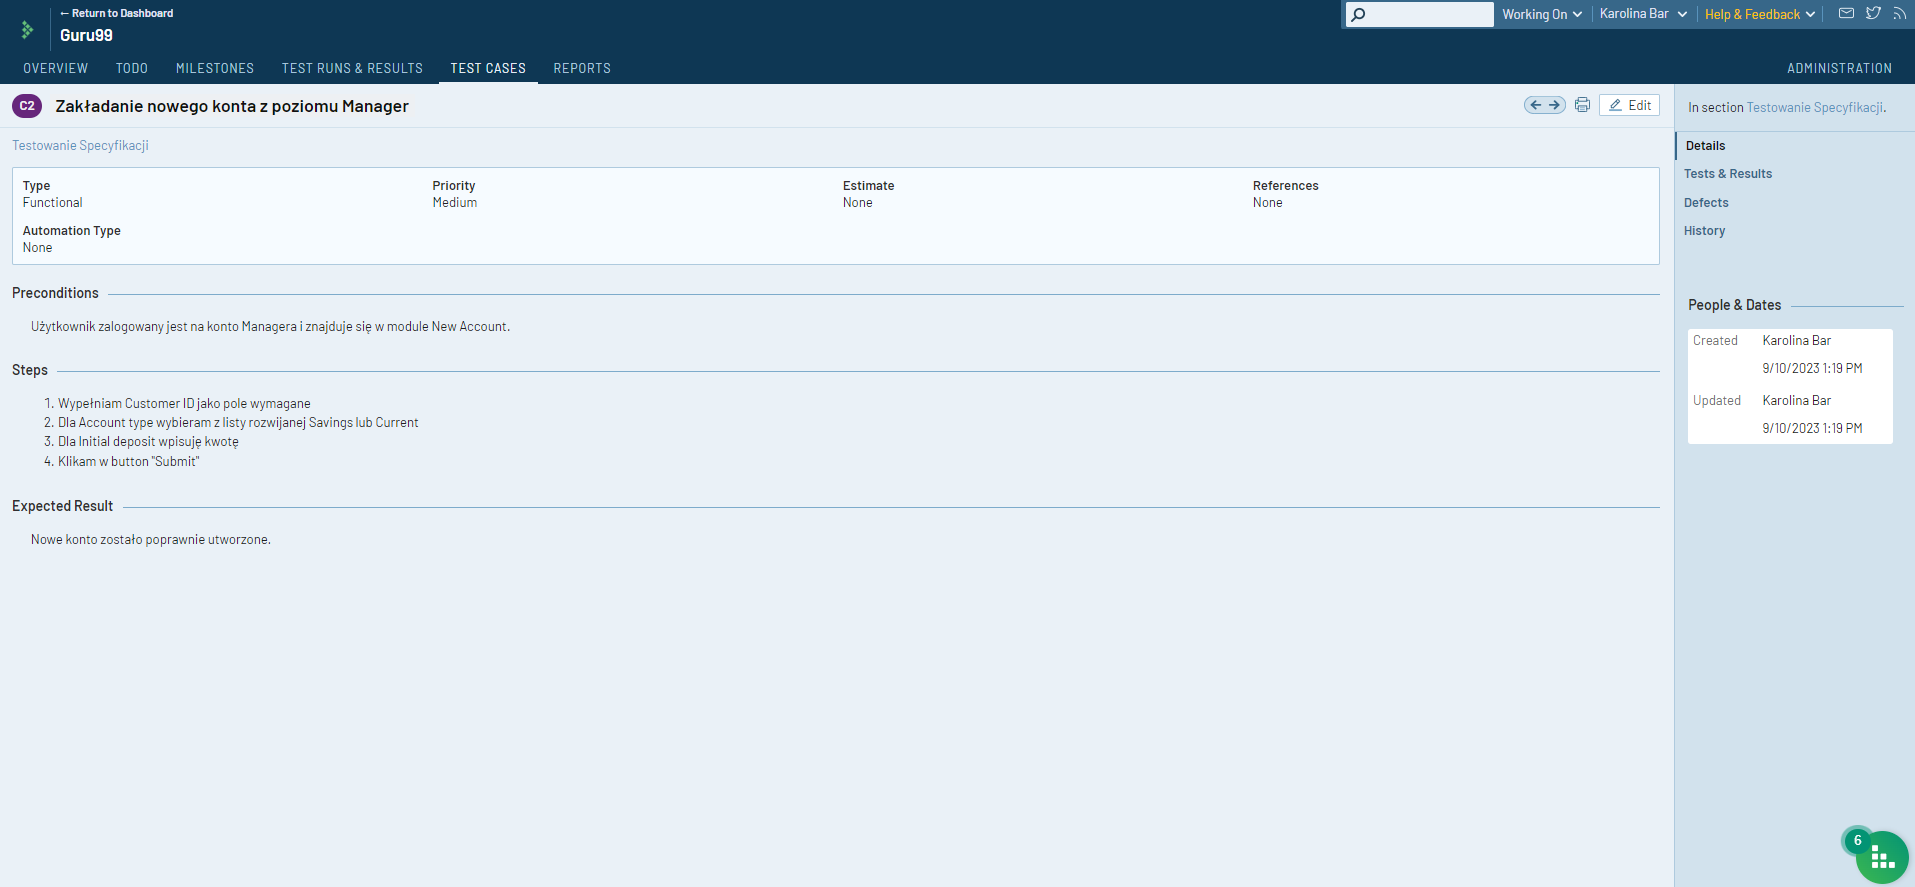 ← Return to Dashboard
Guru99
Working On
Karolina Bar
Help & Feedback
OVERVIEW TODO MILESTONES TEST RUNS & RESULTS TEST CASES REPORTS ADMINISTRATION
C2 Zakładanie nowego konta z poziomu Manager
Edit
Testowanie Specyfikacji
Type Priority Estimate References
Functional Medium None None
Automation Type
None
Preconditions
Użytkownik zalogowany jest na konto Managera i znajduje się w module New Account.
Steps
1. Wypełniam Customer ID jako pole wymagane
2. Dla Account type wybieram z listy rozwijanej Savings lub Current
3. Dla Initial deposit wpisuję kwotę
4. Klikam w button "Submit"
Expected Result
Nowe konto zostało poprawnie utworzone.
In section Testowanie Specyfikacji.
Details
Tests & Results
Defects
History
People & Dates
Created Karolina Bar
9/10/2023 1:19 PM
Updated Karolina Bar
9/10/2023 1:19 PM
6